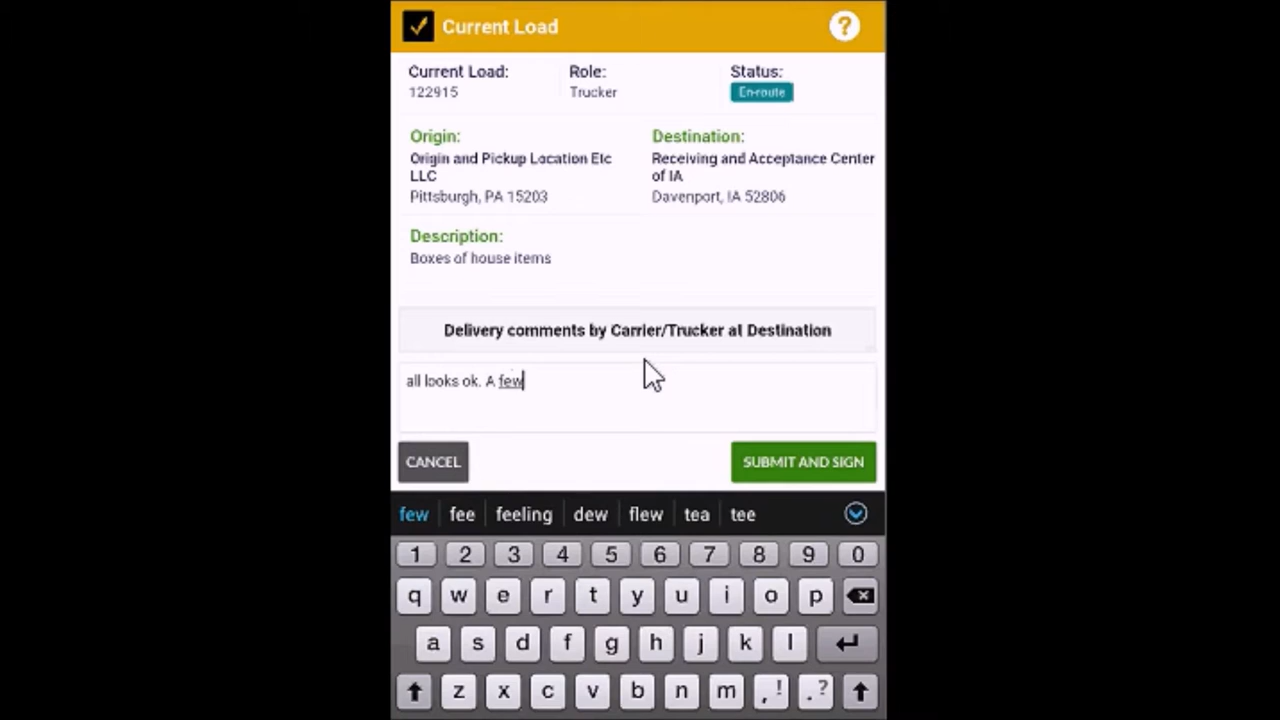 Current Load ?
Current Load: Role: Status:
122915 Trucker En-route
Origin: Destination:
Origin and Pickup Location Etc Receiving and Acceptance Center
LLC of IA
Pittsburgh, PA 15203 Davenport, IA 52806
Description:
Boxes of house items
Delivery comments by Carrier/Trucker at Destination
all looks ok. A few
CANCEL SUBMIT AND SIGN
few fee feeling dew flew tea tee
1 2 3 4 5 6 7 8 9 0
q w e r t y u i o p
a s d f g h j k l
z x c v b n m , ! . ?